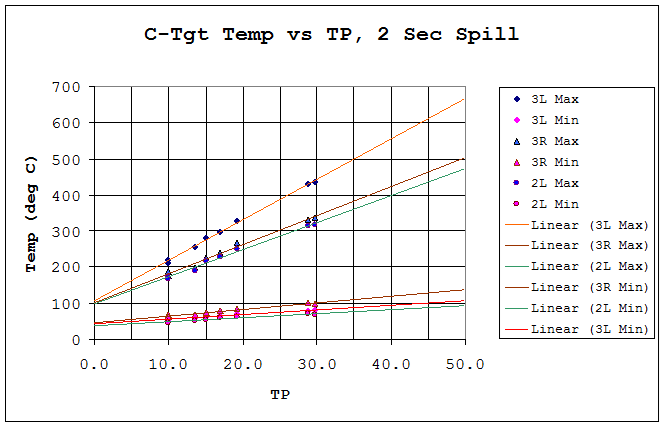 C-Tgt Temp vs TP, 2 Sec Spill
700
600
500
400
300
200
100
0
Temp (deg C)
0.0 10.0 20.0 30.0 40.0 50.0
TP
3L Max
3L Min
3R Max
3R Min
2L Max
2L Min
Linear (3L Max)
Linear (3R Max)
Linear (2L Max)
Linear (3R Min)
Linear (2L Min)
Linear (3L Min)